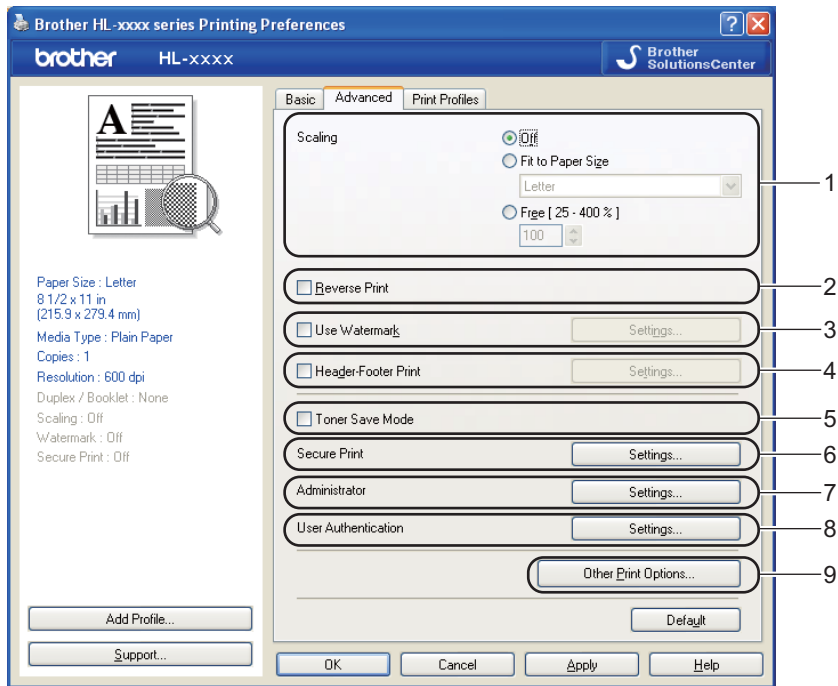 Brother HL-xxxx series Printing Preferences
brother HL-xxxx
Brother
SolutionsCenter
A
Paper Size : Letter
8 1/2 x 11 in
(215.9 x 279.4 mm)
Media Type : Plain Paper
Copies : 1
Resolution : 600 dpi
Duplex / Booklet : None
Scaling : Off
Watermark : Off
Secure Print : Off
Add Profile...
Support...
Basic Advanced Print Profiles
Scaling
Off
Fit to Paper Size
Letter
Free [ 25 - 400 % ]
100
1
Reverse Print
2
Use Watermark Settings...
3
Header-Footer Print Settings...
4
Toner Save Mode
5
Secure Print Settings...
6
Administrator Settings...
7
User Authentication Settings...
8
Other Print Options...
9
Default
OK Cancel Apply Help